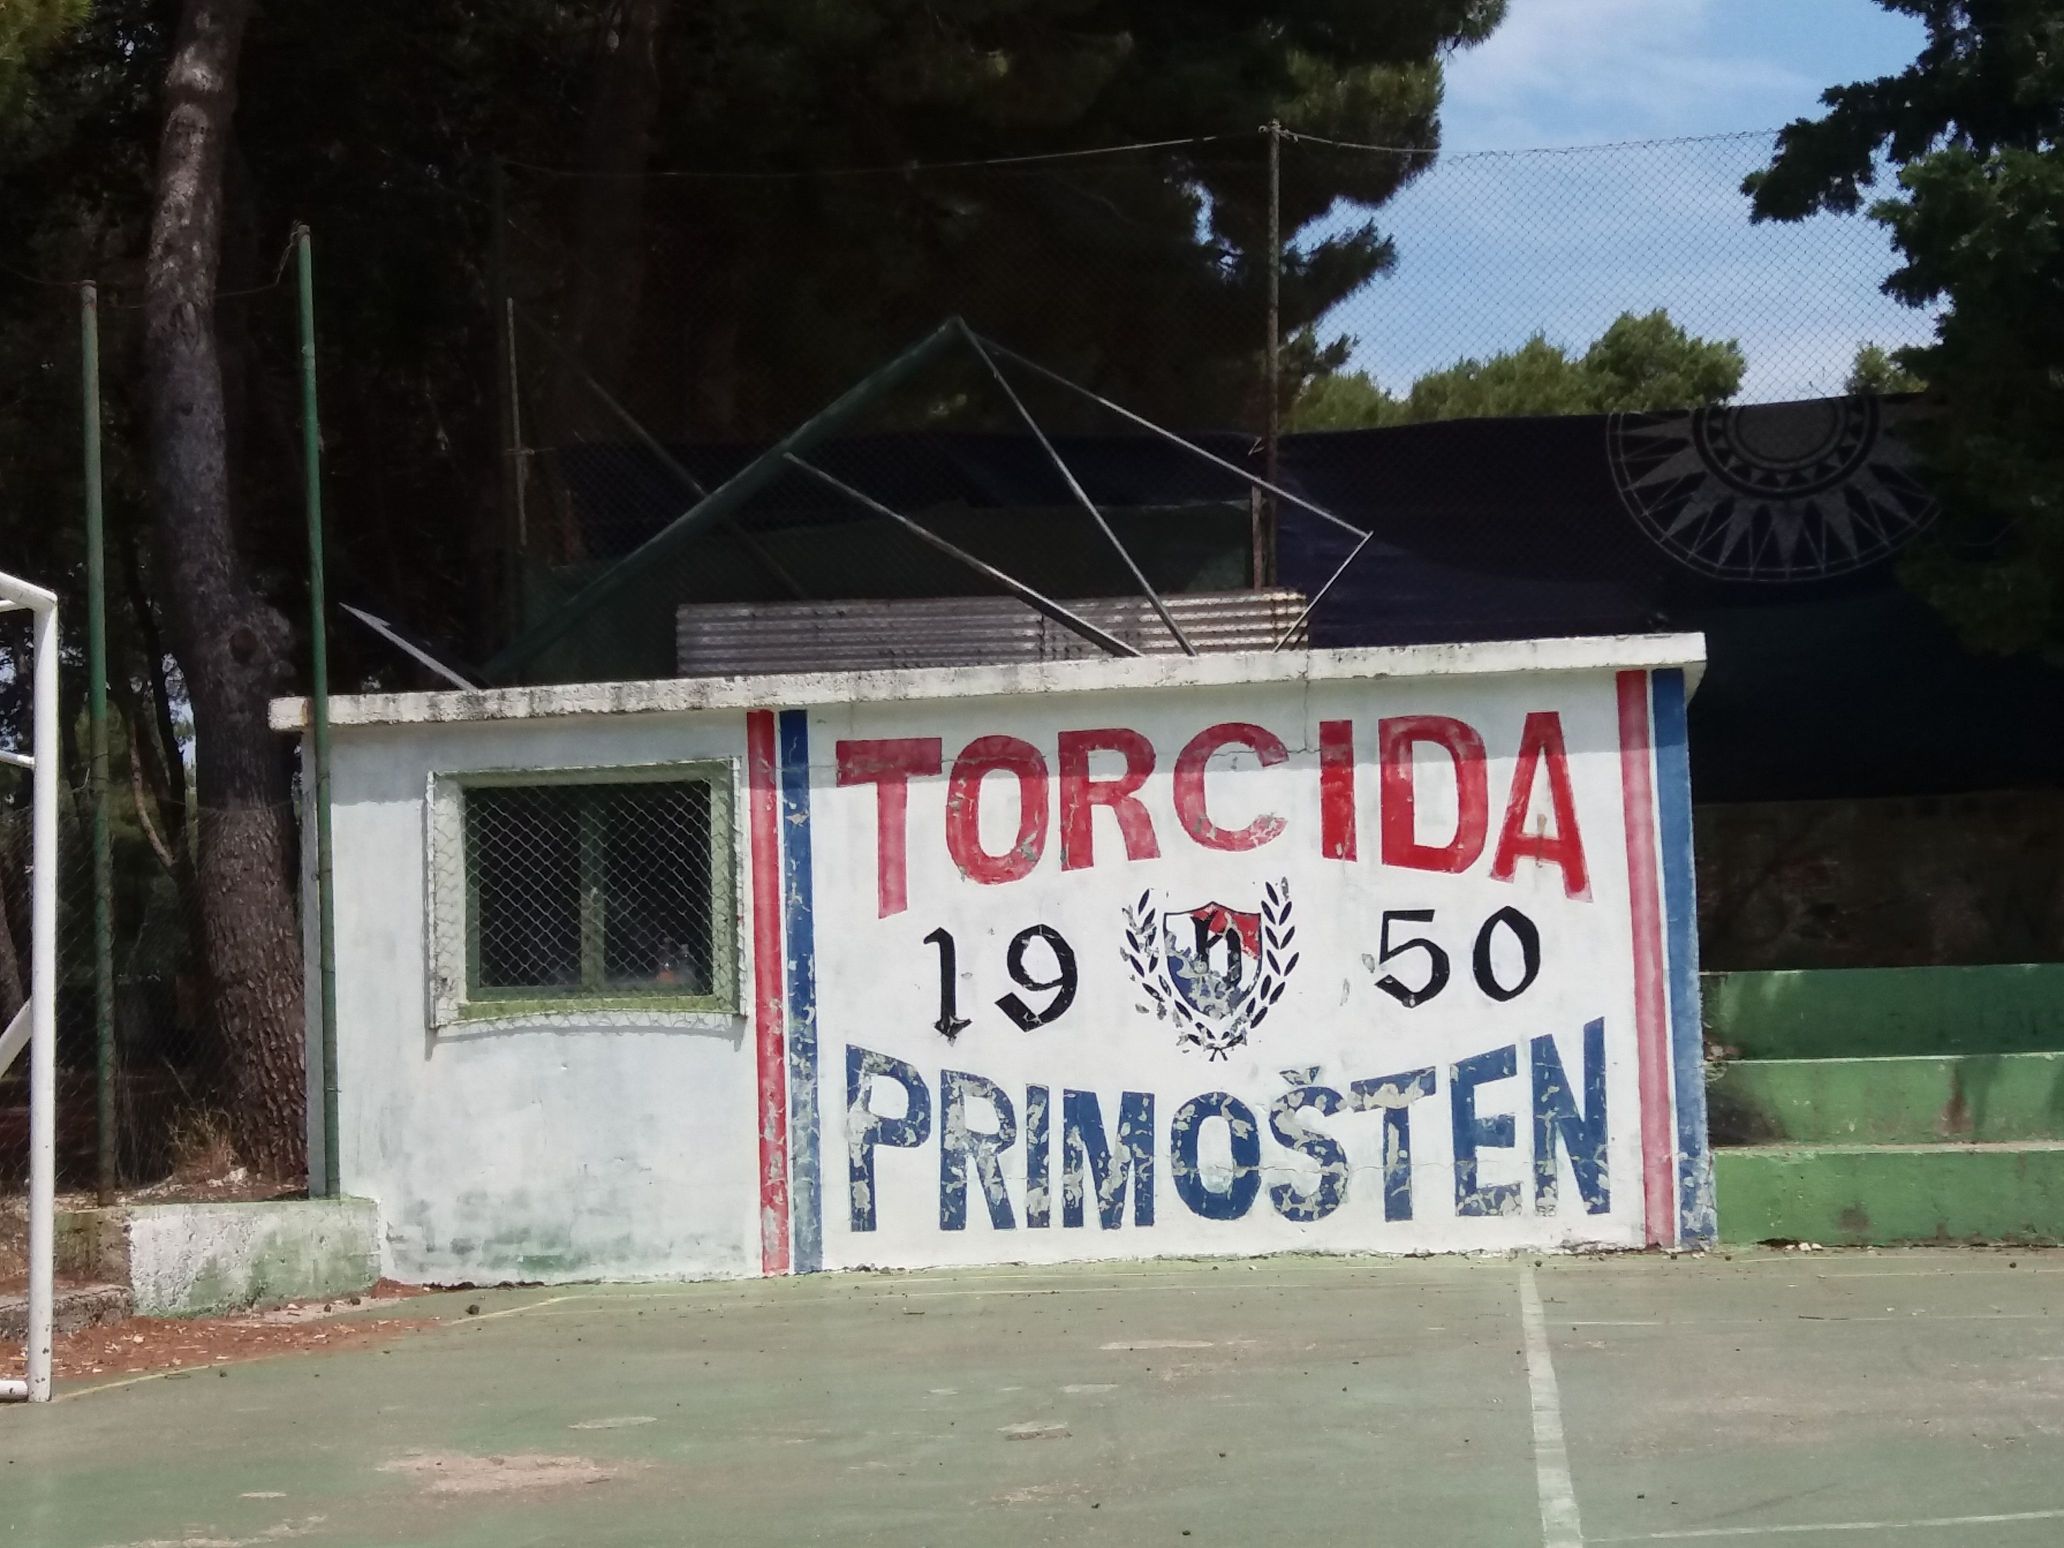 TORCIDA
19 n 50
PRIMOŠTEN